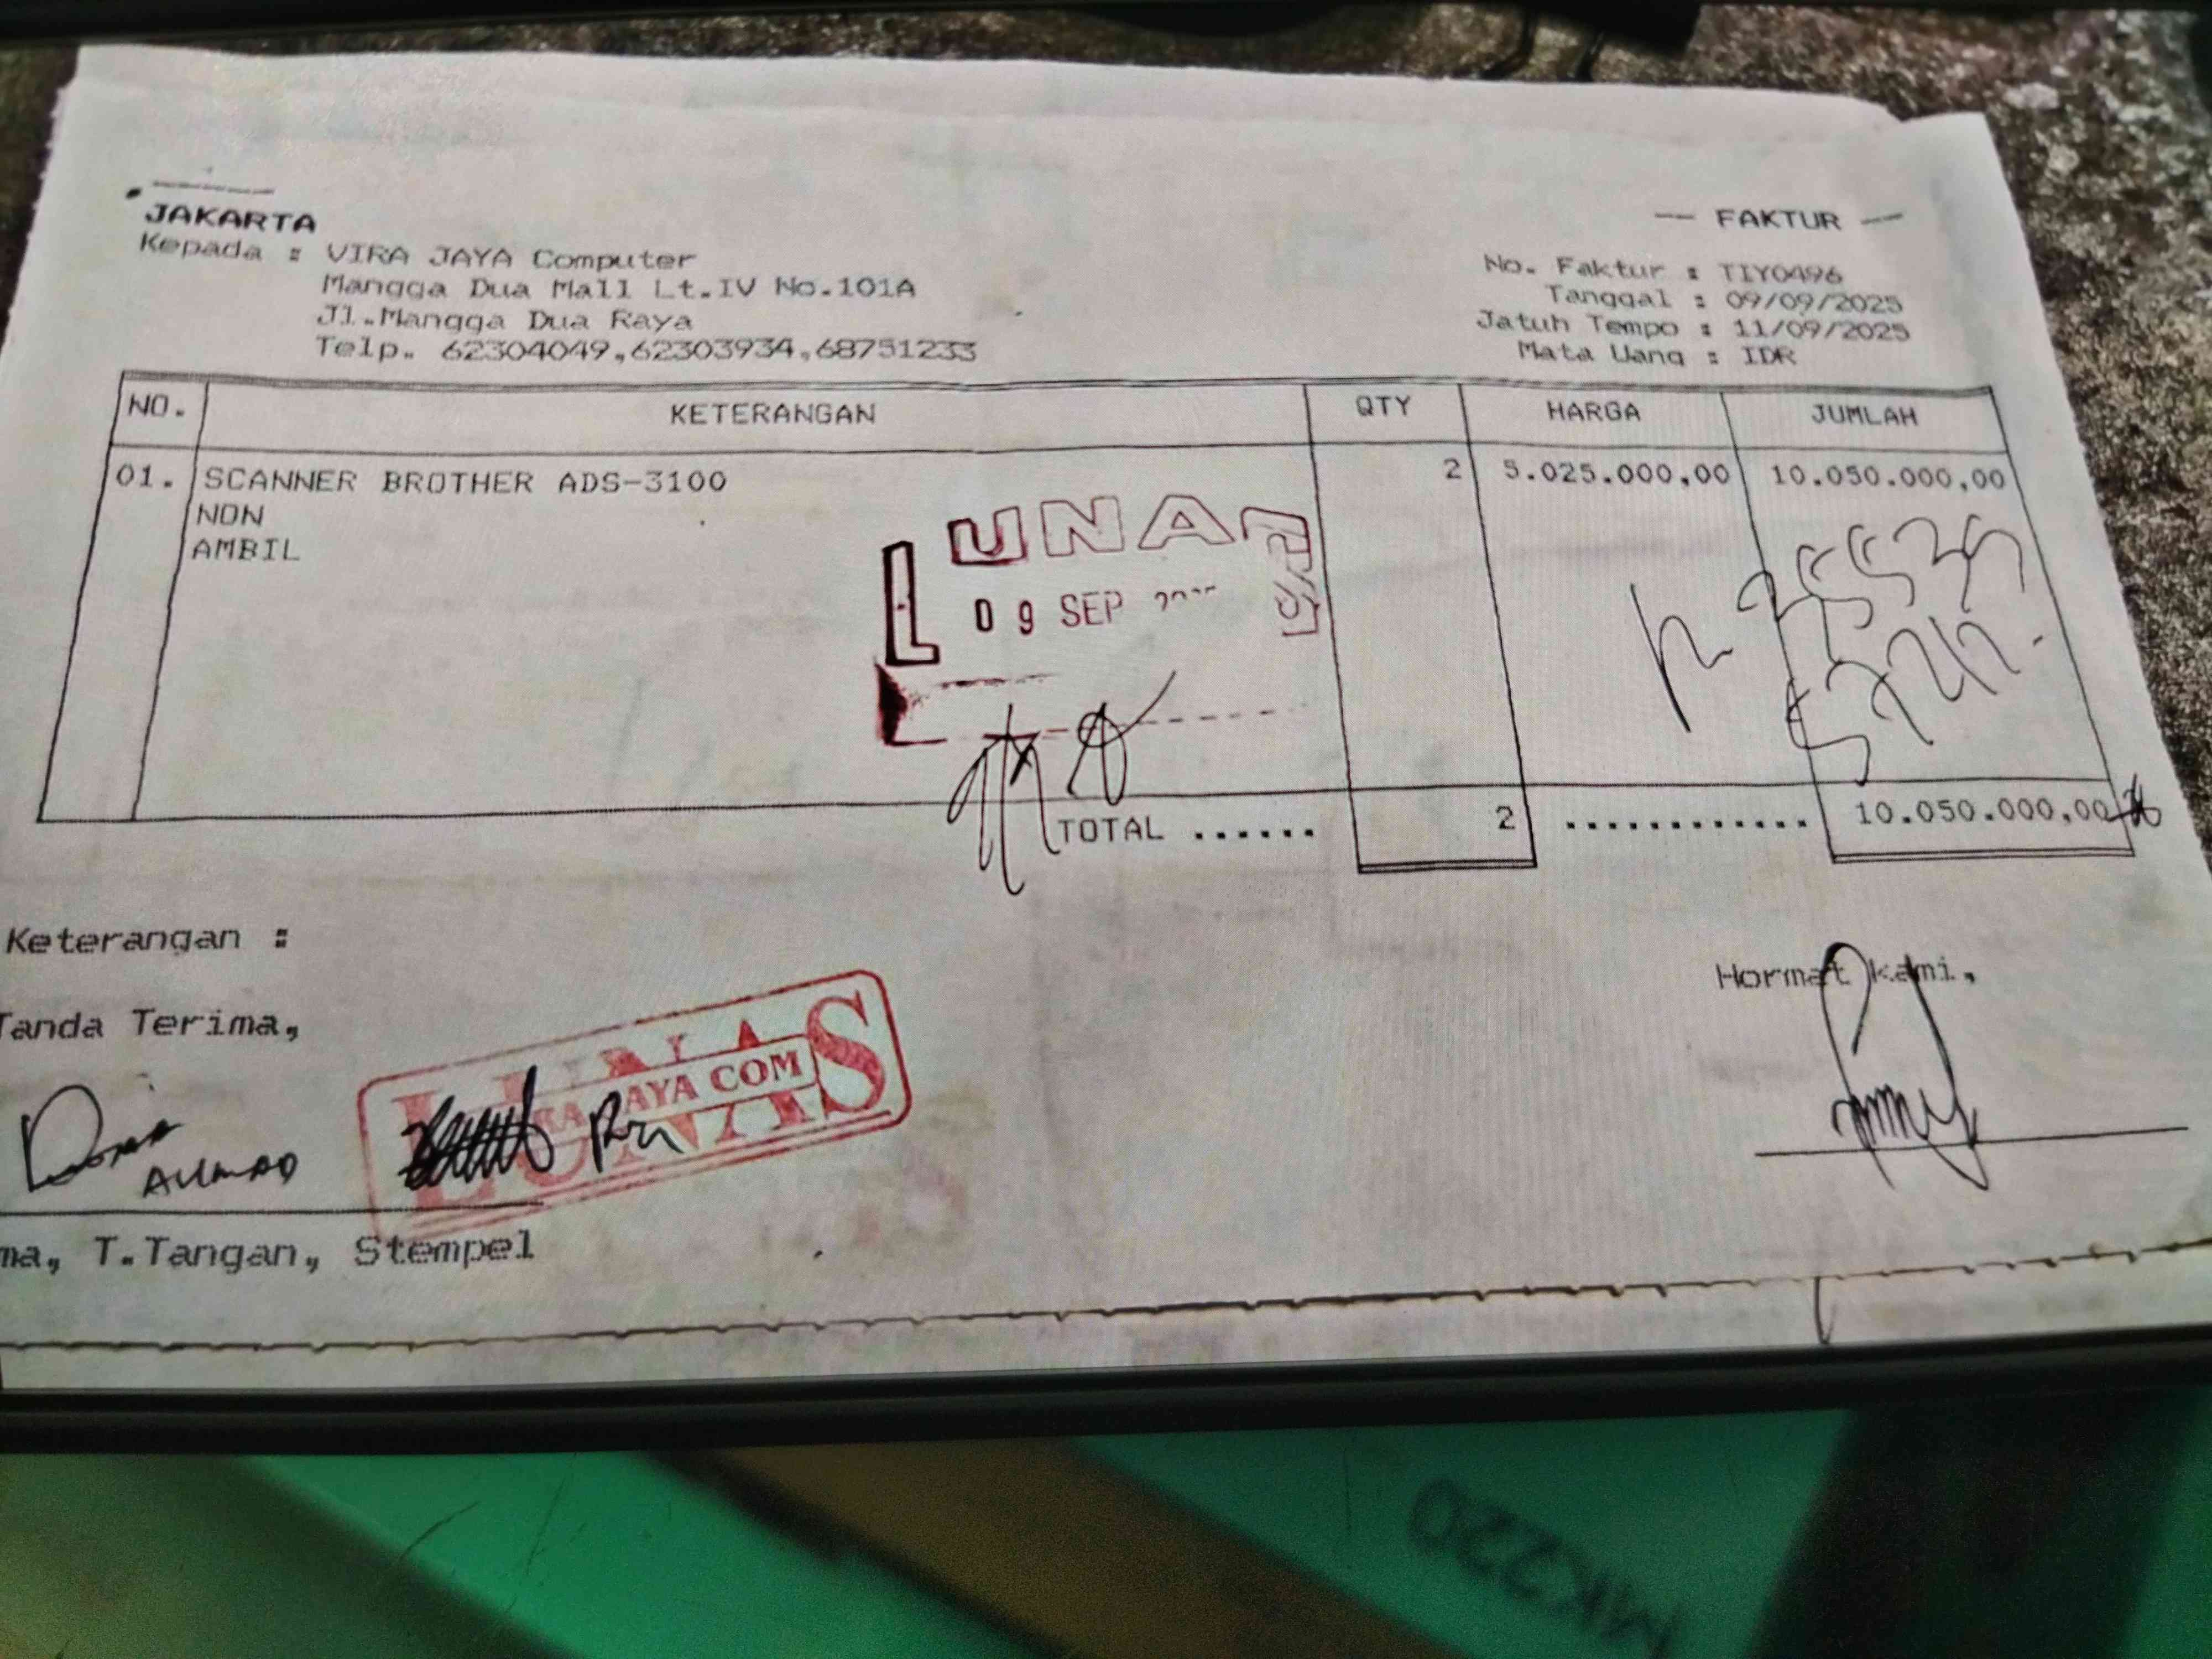 JAKARTA
-- FAKTUR --
Kepada : VIRA JAYA Computer
Mangga Dua Mall Lt.IV No.101A
Jl.Mangga Dua Raya
Telp. 62304049,62303934,68751233
No. Faktur : TIY0496
Tanggal : 09/09/2025
Jatuh Tempo : 11/09/2025
Mata Uang : IDR
NO. KETERANGAN QTY HARGA JUMLAH
01. SCANNER BROTHER ADS-3100 2 5.025.000,00 10.050.000,00
NON
AMBIL
LUNAS
09 SEP
TOTAL ...... 2 ............ 10.050.000,00
Keterangan :
Tanda Terima,
Hormat Kami,
LUNAS
JAYA COM
ma, T.Tangan, Stempel
MK220